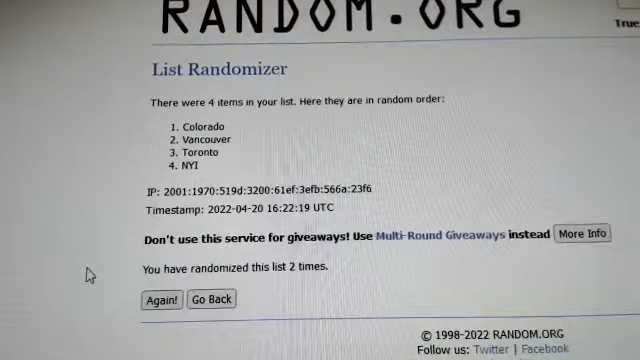 RANDOM.ORG
True
List Randomizer
There were 4 items in your list. Here they are in random order:
1. Colorado
2. Vancouver
3. Toronto
4. NYI
IP: 2001:1970:519d:3200:61ef:3efb:566a:23f6
Timestamp: 2022-04-20 16:22:19 UTC
Don't use this service for giveaways! Use Multi-Round Giveaways instead More Info
You have randomized this list 2 times.
Again! Go Back
© 1998-2022 RANDOM.ORG
Follow us: Twitter | Facebook